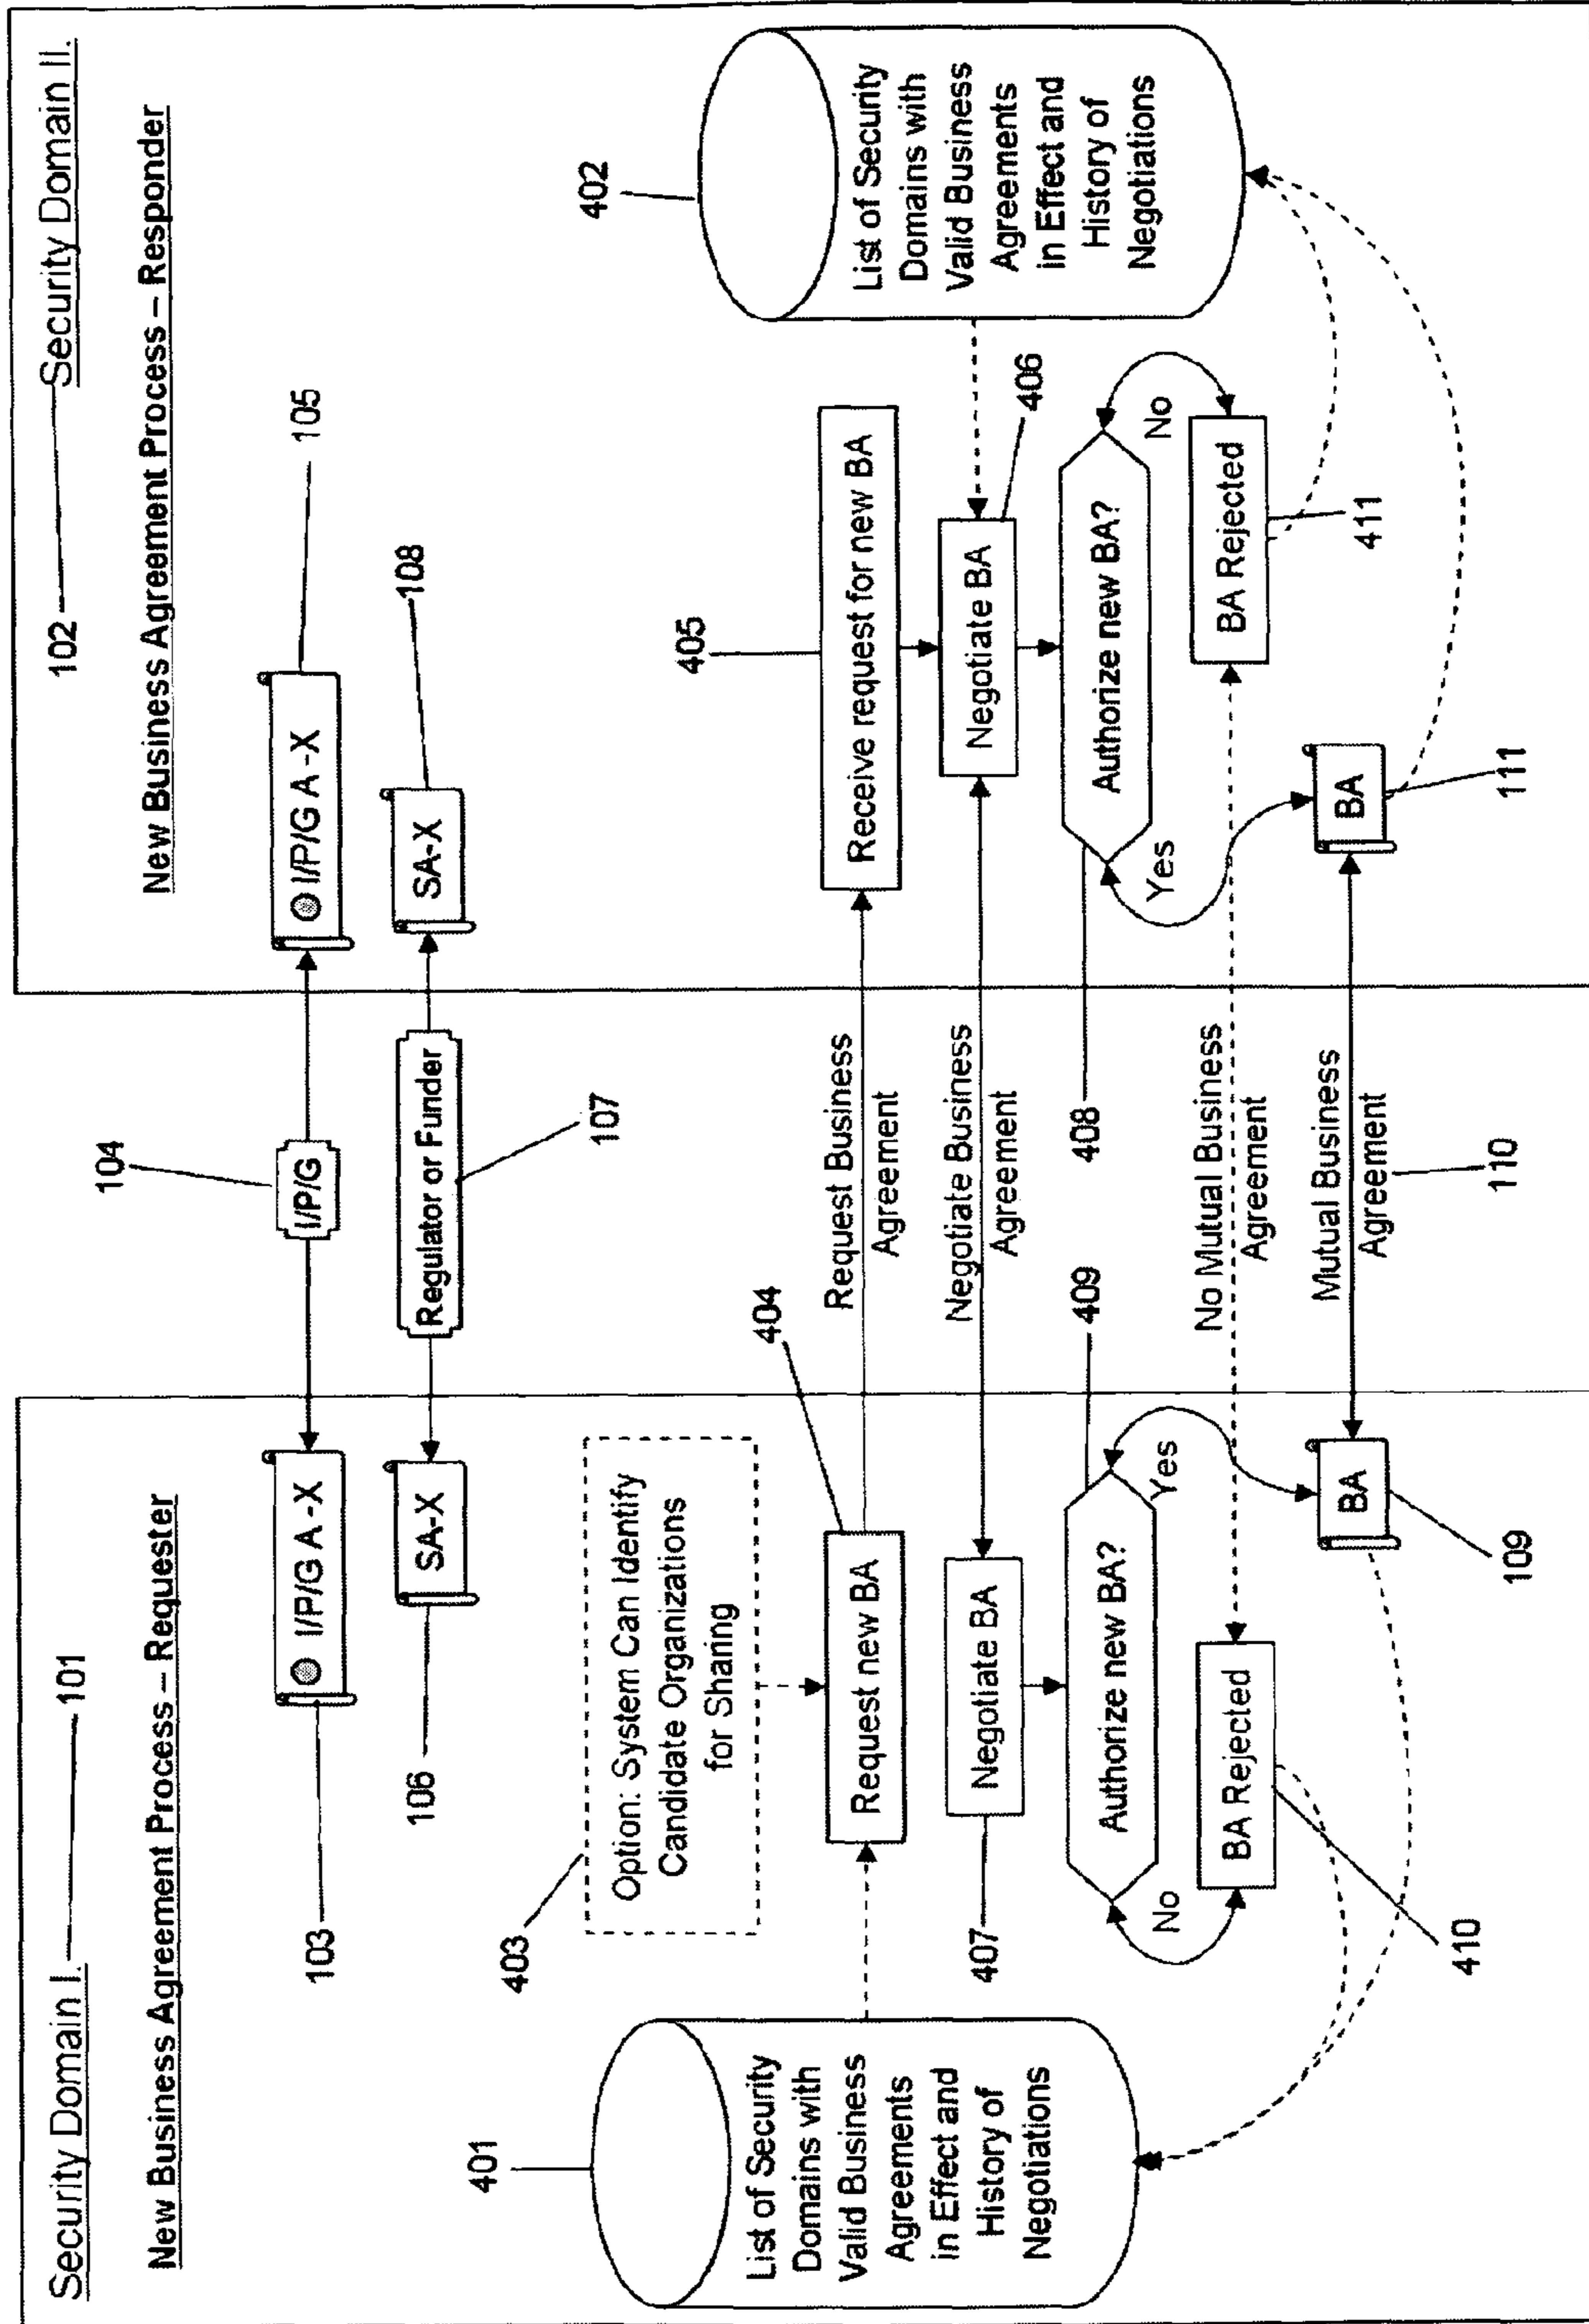 Security Domain I.
101
New Business Agreement Process – Requester
I/P/G A-X
103
SA-X
106
403
Option: System Can Identify
Candidate Organizations
for Sharing
401
List of Security
Domains with
Valid Business
Agreements
in Effect and
History of
Negotiations
404
Request new BA
Negotiate BA
407
409
Authorize new BA?
No
Yes
BA Rejected
410
BA
109
104
I/P/G
Regulator or Funder
107
Request Business
Agreement
Negotiate Business
Agreement
408
No Mutual Business
Agreement
Mutual Business
Agreement
110
102
Security Domain II.
New Business Agreement Process – Responder
I/P/G A-X
105
SA-X
108
405
Receive request for new BA
Negotiate BA
406
Authorize new BA?
Yes
No
BA Rejected
411
BA
111
402
List of Security
Domains with
Valid Business
Agreements
in Effect and
History of
Negotiations